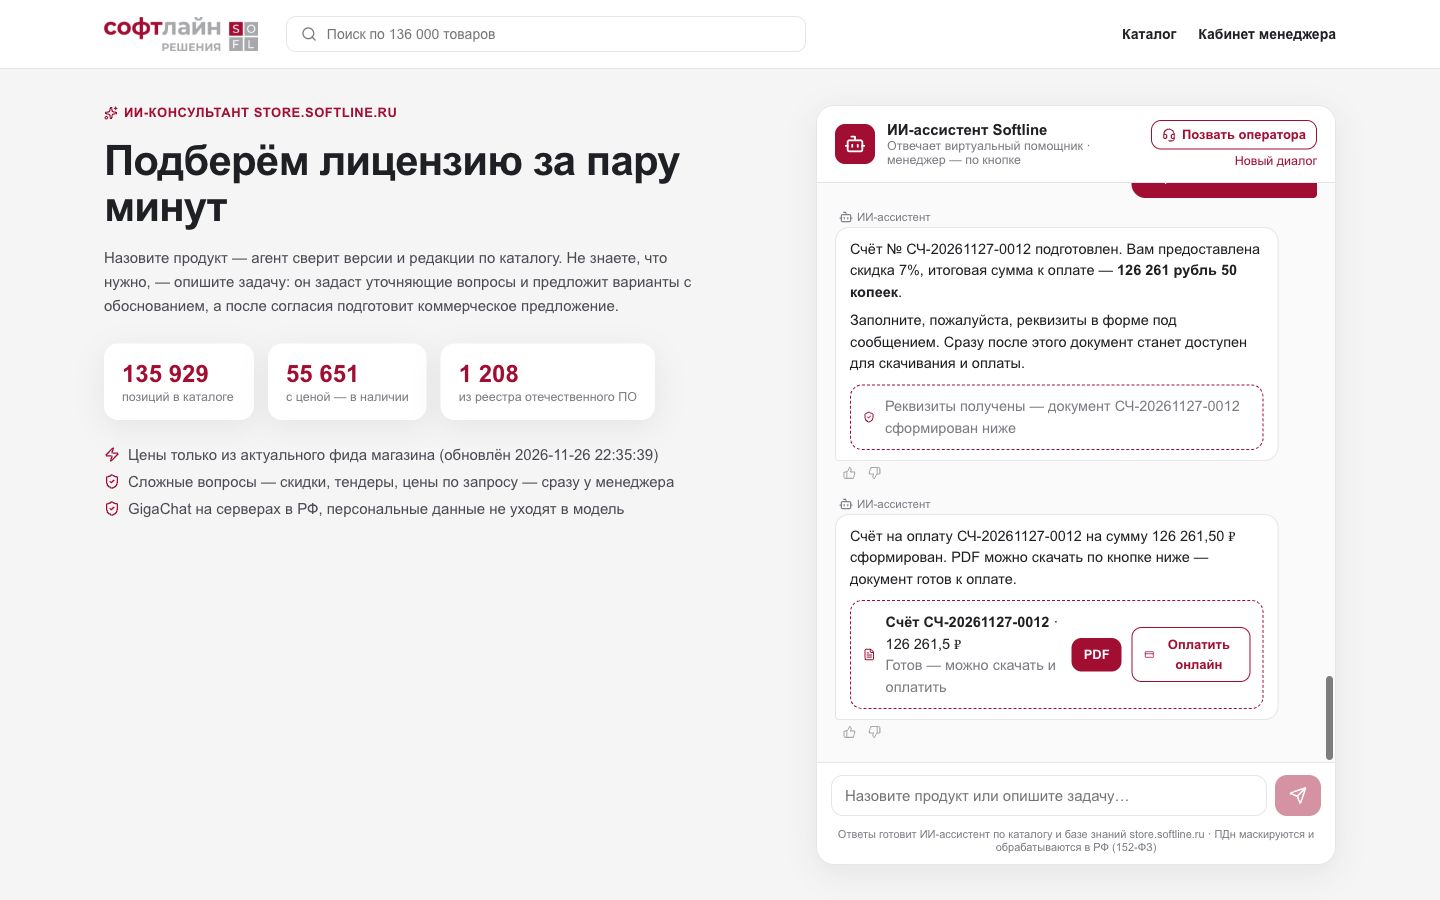 софтлайн
РЕШЕНИЯ
S O
F L
Поиск по 136 000 товаров
Каталог
Кабинет менеджера
ИИ-КОНСУЛЬТАНТ STORE.SOFTLINE.RU
Подберём лицензию за пару
минут
Назовите продукт — агент сверит версии и редакции по каталогу. Не знаете, что
нужно, — опишите задачу: он задаст уточняющие вопросы и предложит варианты с
обоснованием, а после согласия подготовит коммерческое предложение.
135 929
позиций в каталоге
55 651
с ценой — в наличии
1 208
из реестра отечественного ПО
Цены только из актуального фида магазина (обновлён 2026-11-26 22:35:39)
Сложные вопросы — скидки, тендеры, цены по запросу — сразу у менеджера
GigaChat на серверах в РФ, персональные данные не уходят в модель
ИИ-ассистент Softline
Отвечает виртуальный помощник ·
менеджер — по кнопке
Позвать оператора
Новый диалог
ИИ-ассистент
Счёт № СЧ-20261127-0012 подготовлен. Вам предоставлена
скидка 7%, итоговая сумма к оплате — 126 261 рубль 50
копеек.
Заполните, пожалуйста, реквизиты в форме под
сообщением. Сразу после этого документ станет доступен
для скачивания и оплаты.
Реквизиты получены — документ СЧ-20261127-0012
сформирован ниже
ИИ-ассистент
Счёт на оплату СЧ-20261127-0012 на сумму 126 261,50 ₽
сформирован. PDF можно скачать по кнопке ниже —
документ готов к оплате.
Счёт СЧ-20261127-0012 ·
126 261,5 ₽
Готов — можно скачать и
оплатить
PDF
Оплатить
онлайн
Назовите продукт или опишите задачу…
Ответы готовит ИИ-ассистент по каталогу и базе знаний store.softline.ru · ПДн маскируются и
обрабатываются в РФ (152-ФЗ)